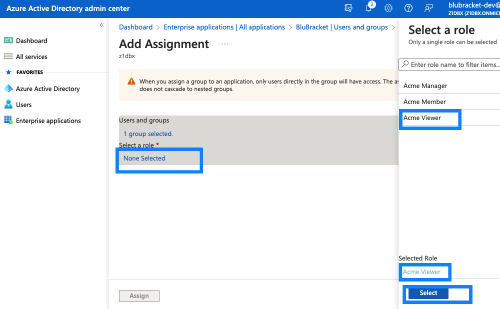 Azure Active Directory admin center
2
blubracket-dev@
Z1DBX (Z1DBX.ONMIC
Dashboard
All services
FAVORITES
Azure Active Directory
Users
Enterprise applications
Dashboard > Enterprise applications | All applications > BluBracket | Users and groups >
Add Assignment ...
z1dbx
When you assign a group to an application, only users directly in the group will have access. The as
does not cascade to nested groups.
Users and groups
1 group selected.
Select a role *
None Selected
Assign
Select a role
Only a single role can be selected
Enter role name to filter items...
Acme Manager
Acme Member
Acme Viewer
Selected Role
Acme Viewer
Select